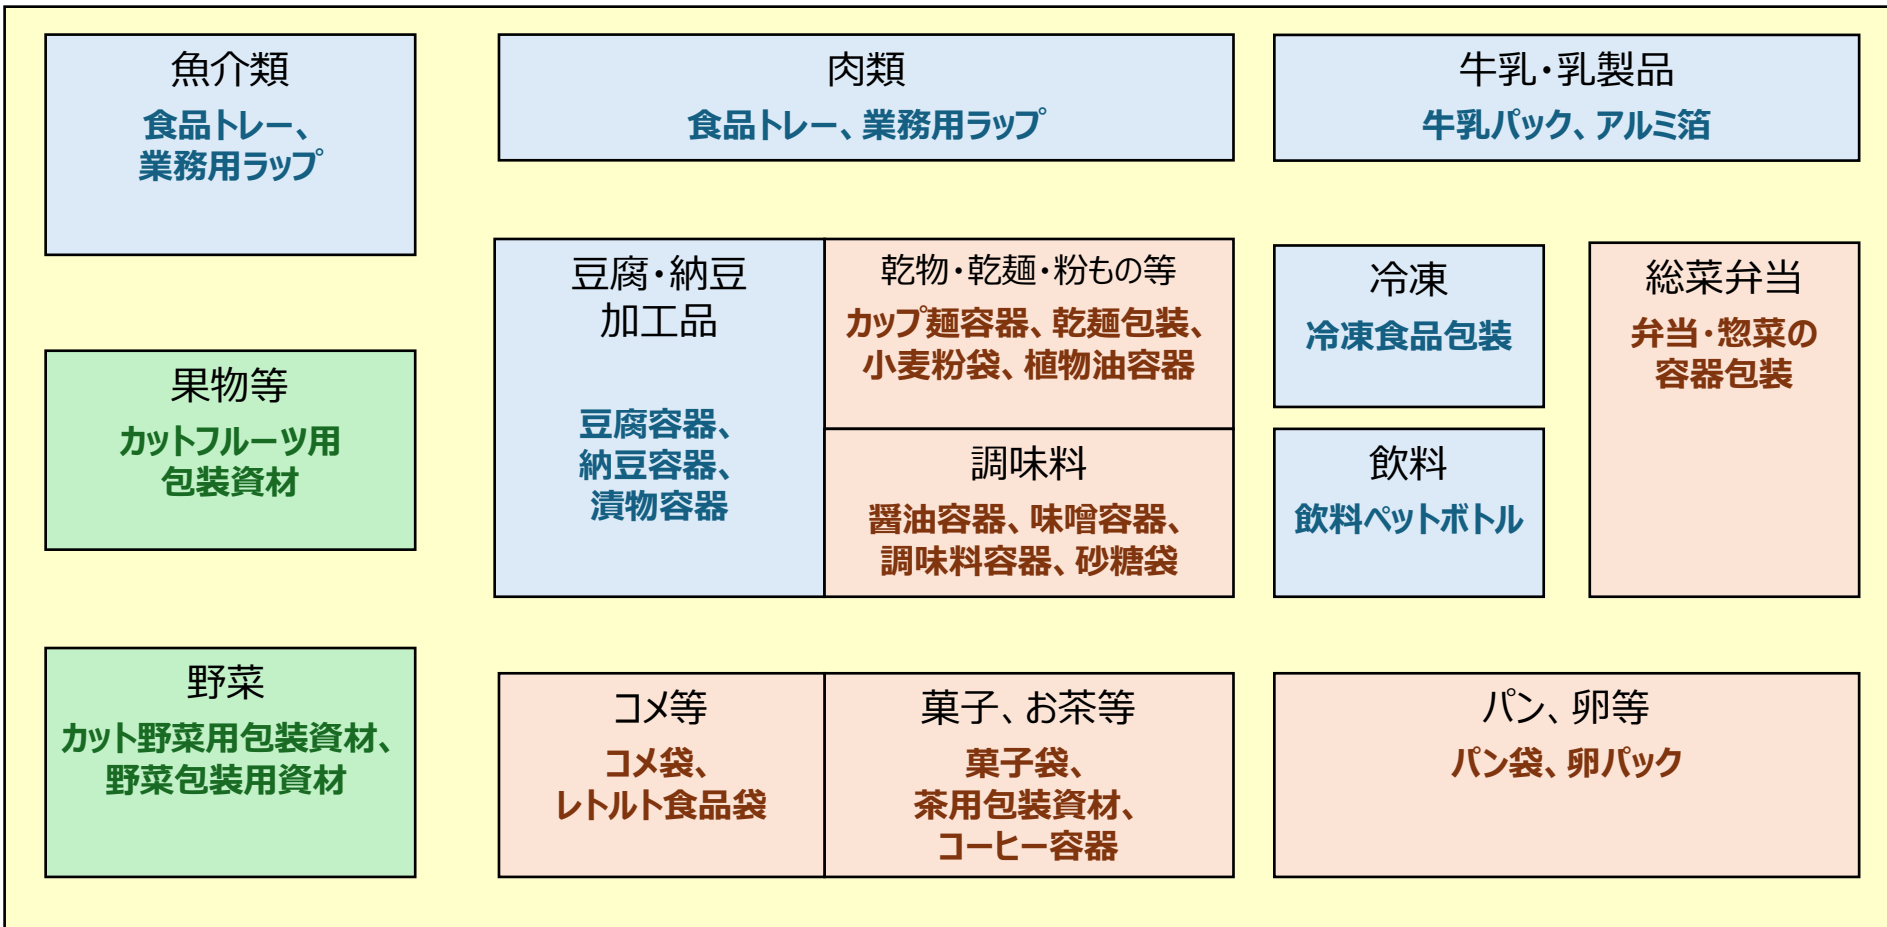 魚介類
食品トレー、
業務用ラップ
肉類
食品トレー、業務用ラップ
牛乳・乳製品
牛乳パック、アルミ箔
豆腐・納豆
加工品
豆腐容器、
納豆容器、
漬物容器
乾物・乾麺・粉もの等
カップ麺容器、乾麺包装、
小麦粉袋、植物油容器
調味料
醤油容器、味噌容器、
調味料容器、砂糖袋
冷凍
冷凍食品包装
飲料
飲料ペットボトル
総菜弁当
弁当・惣菜の
容器包装
果物等
カットフルーツ用
包装資材
野菜
カット野菜用包装資材、
野菜包装用資材
コメ等
コメ袋、
レトルト食品袋
菓子、お茶等
菓子袋、
茶用包装資材、
コーヒー容器
パン、卵等
パン袋、卵パック